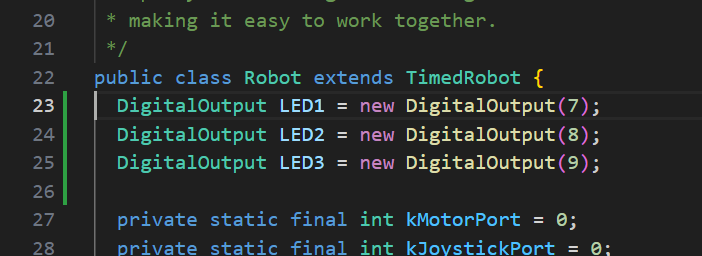 20 * making it easy to work together.
21 */
22 public class Robot extends TimedRobot {
23 DigitalOutput LED1 = new DigitalOutput(7);
24 DigitalOutput LED2 = new DigitalOutput(8);
25 DigitalOutput LED3 = new DigitalOutput(9);
26
27 private static final int kMotorPort = 0;
28 private static final int kJoystickPort = 0;